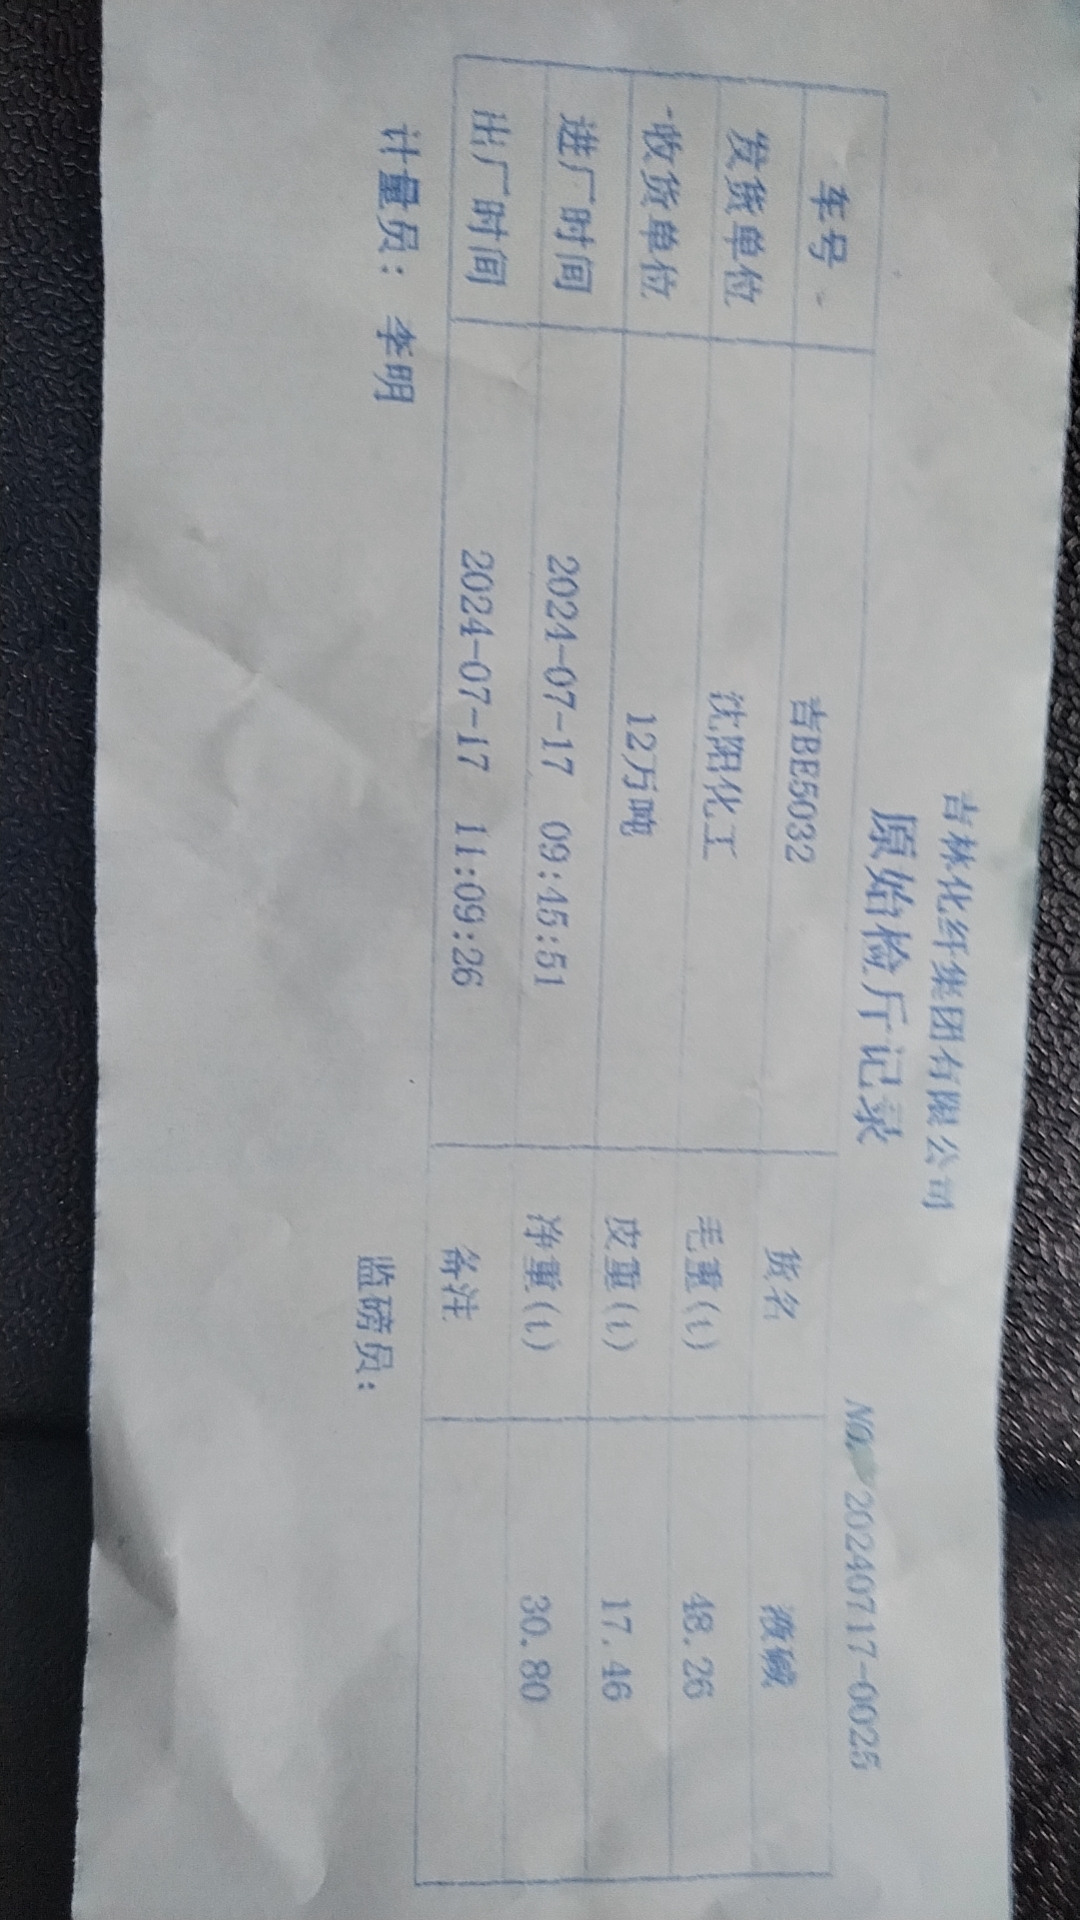 吉林化纤集团有限公司
原始检斤记录
NO. 20240717-0025
车号 吉BE5032 货名 液碱
发货单位 沈阳化工 毛重(t) 48.26
收货单位 12万吨 皮重(t) 17.46
进厂时间 2024-07-17 09:45:51 净重(t) 30.80
出厂时间 2024-07-17 11:09:26 备注
计量员: 李明 监磅员: